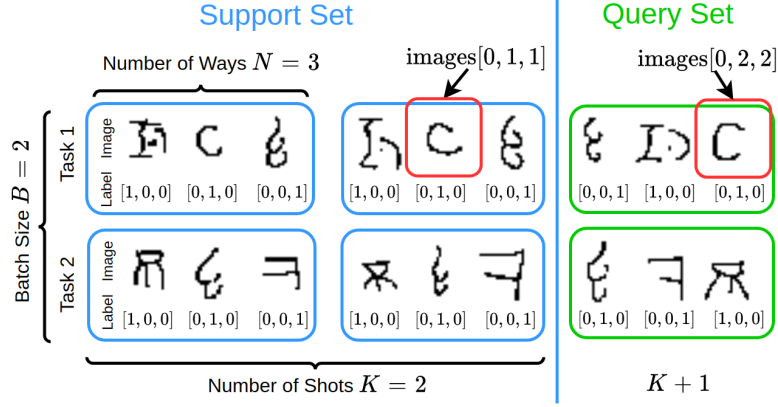 Support Set
Query Set
Number of Ways N = 3
images[0, 1, 1]
images[0, 2, 2]
Batch Size B = 2
Task 1
Image
Label
[1, 0, 0] [0, 1, 0] [0, 0, 1]
[1, 0, 0] [0, 1, 0] [0, 0, 1]
[0, 0, 1] [1, 0, 0] [0, 1, 0]
Task 2
Image
Label
[1, 0, 0] [0, 1, 0] [0, 0, 1]
[1, 0, 0] [0, 1, 0] [0, 0, 1]
[0, 1, 0] [0, 0, 1] [1, 0, 0]
Number of Shots K = 2
K + 1